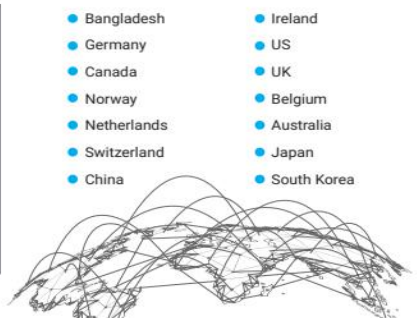 Bangladesh
Germany
Canada
Norway
Netherlands
Switzerland
China
Ireland
US
UK
Belgium
Australia
Japan
South Korea